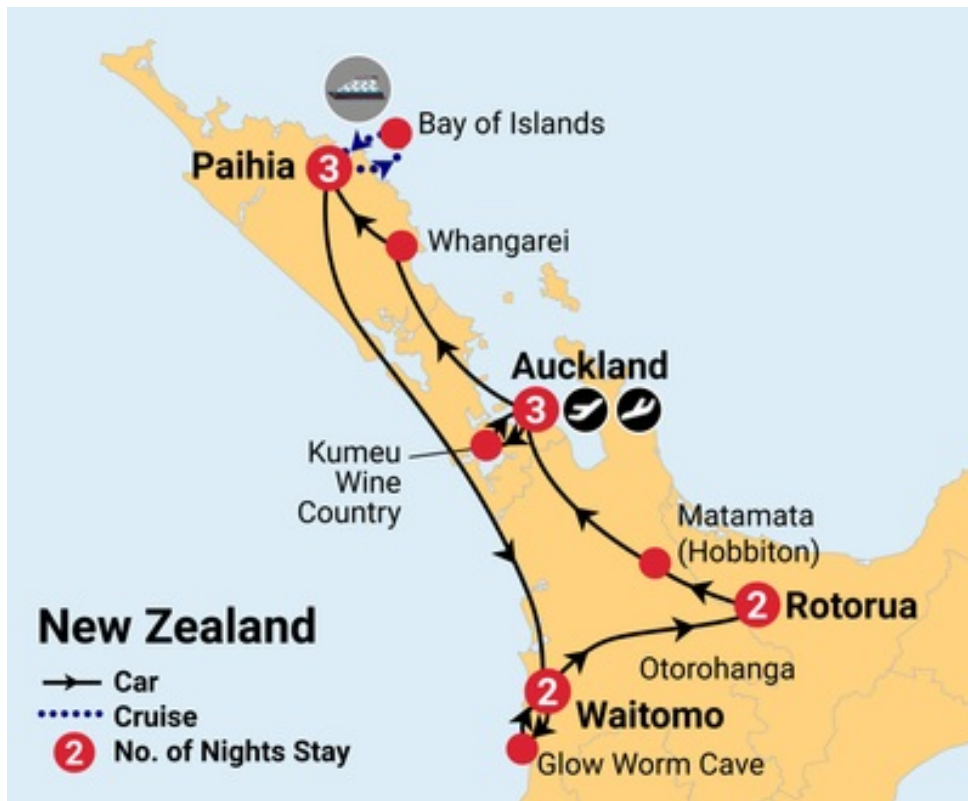 Bay of Islands
Paihia
3
Whangarei
Auckland
3
Kumeu
Wine
Country
Matamata
(Hobbiton)
2
Rotorua
Otorohanga
2
Waitomo
Glow Worm Cave
New Zealand
Car
Cruise
2 No. of Nights Stay